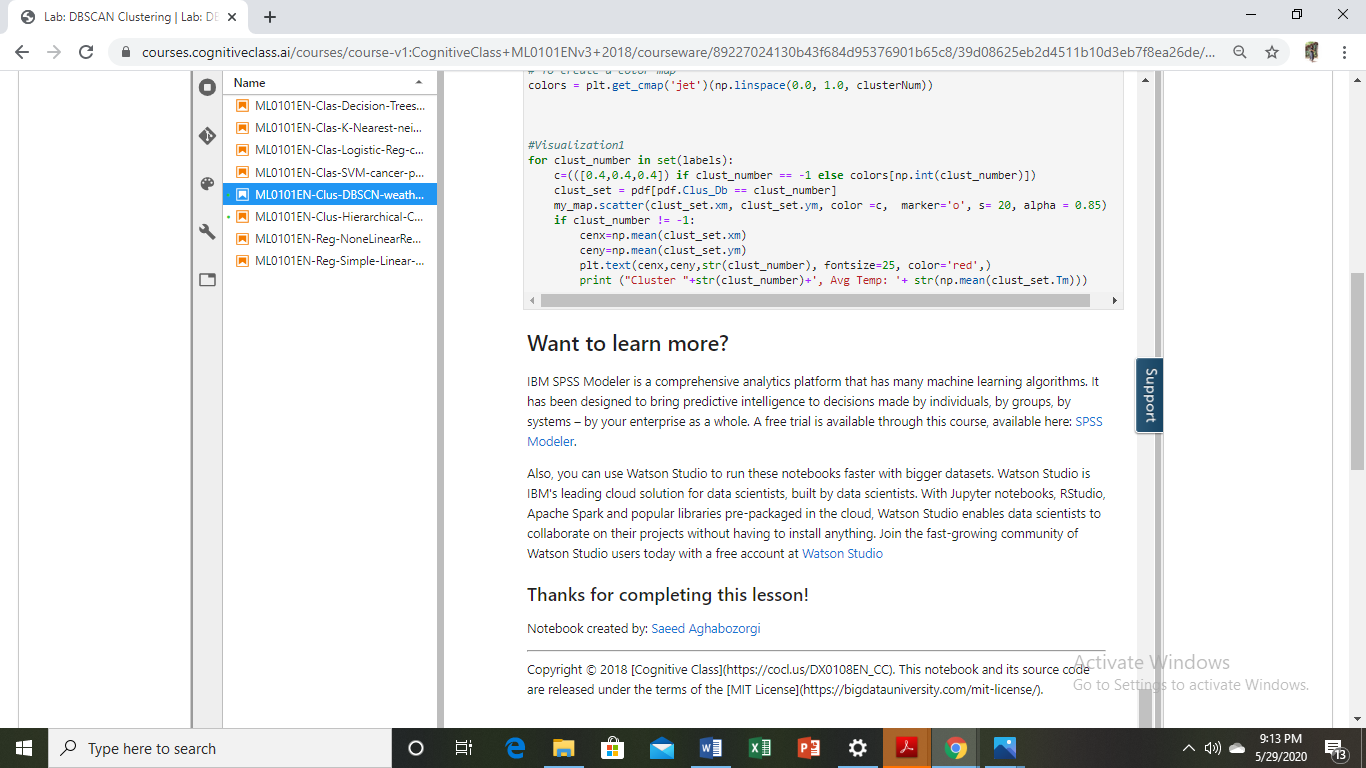 Lab: DBSCAN Clustering | Lab: DB
courses.cognitiveclass.ai/courses/course-v1:CognitiveClass+ML0101ENv3+2018/courseware/89227024130b43f684d95376901b65c8/39d08625eb2d4511b10d3eb7f8ea26de/...
Name
ML0101EN-Clas-Decision-Trees...
ML0101EN-Clas-K-Nearest-nei...
ML0101EN-Clas-Logistic-Reg-c...
ML0101EN-Clas-SVM-cancer-p...
ML0101EN-Clus-DBSCN-weath...
ML0101EN-Clus-Hierarchical-C...
ML0101EN-Reg-NoneLinearRe...
ML0101EN-Reg-Simple-Linear-...
# To create a color map
colors = plt.get_cmap('jet')(np.linspace(0.0, 1.0, clusterNum))
#Visualization1
for clust_number in set(labels):
c=(([0.4,0.4,0.4]) if clust_number == -1 else colors[np.int(clust_number)])
clust_set = pdf[pdf.Clus_Db == clust_number]
my_map.scatter(clust_set.xm, clust_set.ym, color =c, marker='o', s= 20, alpha = 0.85)
if clust_number != -1:
cenx=np.mean(clust_set.xm)
ceny=np.mean(clust_set.ym)
plt.text(cenx,ceny,str(clust_number), fontsize=25, color='red',)
print ("Cluster "+str(clust_number)+', Avg Temp: '+ str(np.mean(clust_set.Tm)))
Want to learn more?
IBM SPSS Modeler is a comprehensive analytics platform that has many machine learning algorithms. It
has been designed to bring predictive intelligence to decisions made by individuals, by groups, by
systems – by your enterprise as a whole. A free trial is available through this course, available here: SPSS
Modeler.
Also, you can use Watson Studio to run these notebooks faster with bigger datasets. Watson Studio is
IBM's leading cloud solution for data scientists, built by data scientists. With Jupyter notebooks, RStudio,
Apache Spark and popular libraries pre-packaged in the cloud, Watson Studio enables data scientists to
collaborate on their projects without having to install anything. Join the fast-growing community of
Watson Studio users today with a free account at Watson Studio
Thanks for completing this lesson!
Notebook created by: Saeed Aghabozorgi
Copyright © 2018 [Cognitive Class](https://cocl.us/DX0108EN_CC). This notebook and its source code
are released under the terms of the [MIT License](https://bigdatauniversity.com/mit-license/).
Support
Activate Windows
Go to Settings to activate Windows.
Type here to search
9:13 PM
5/29/2020
13